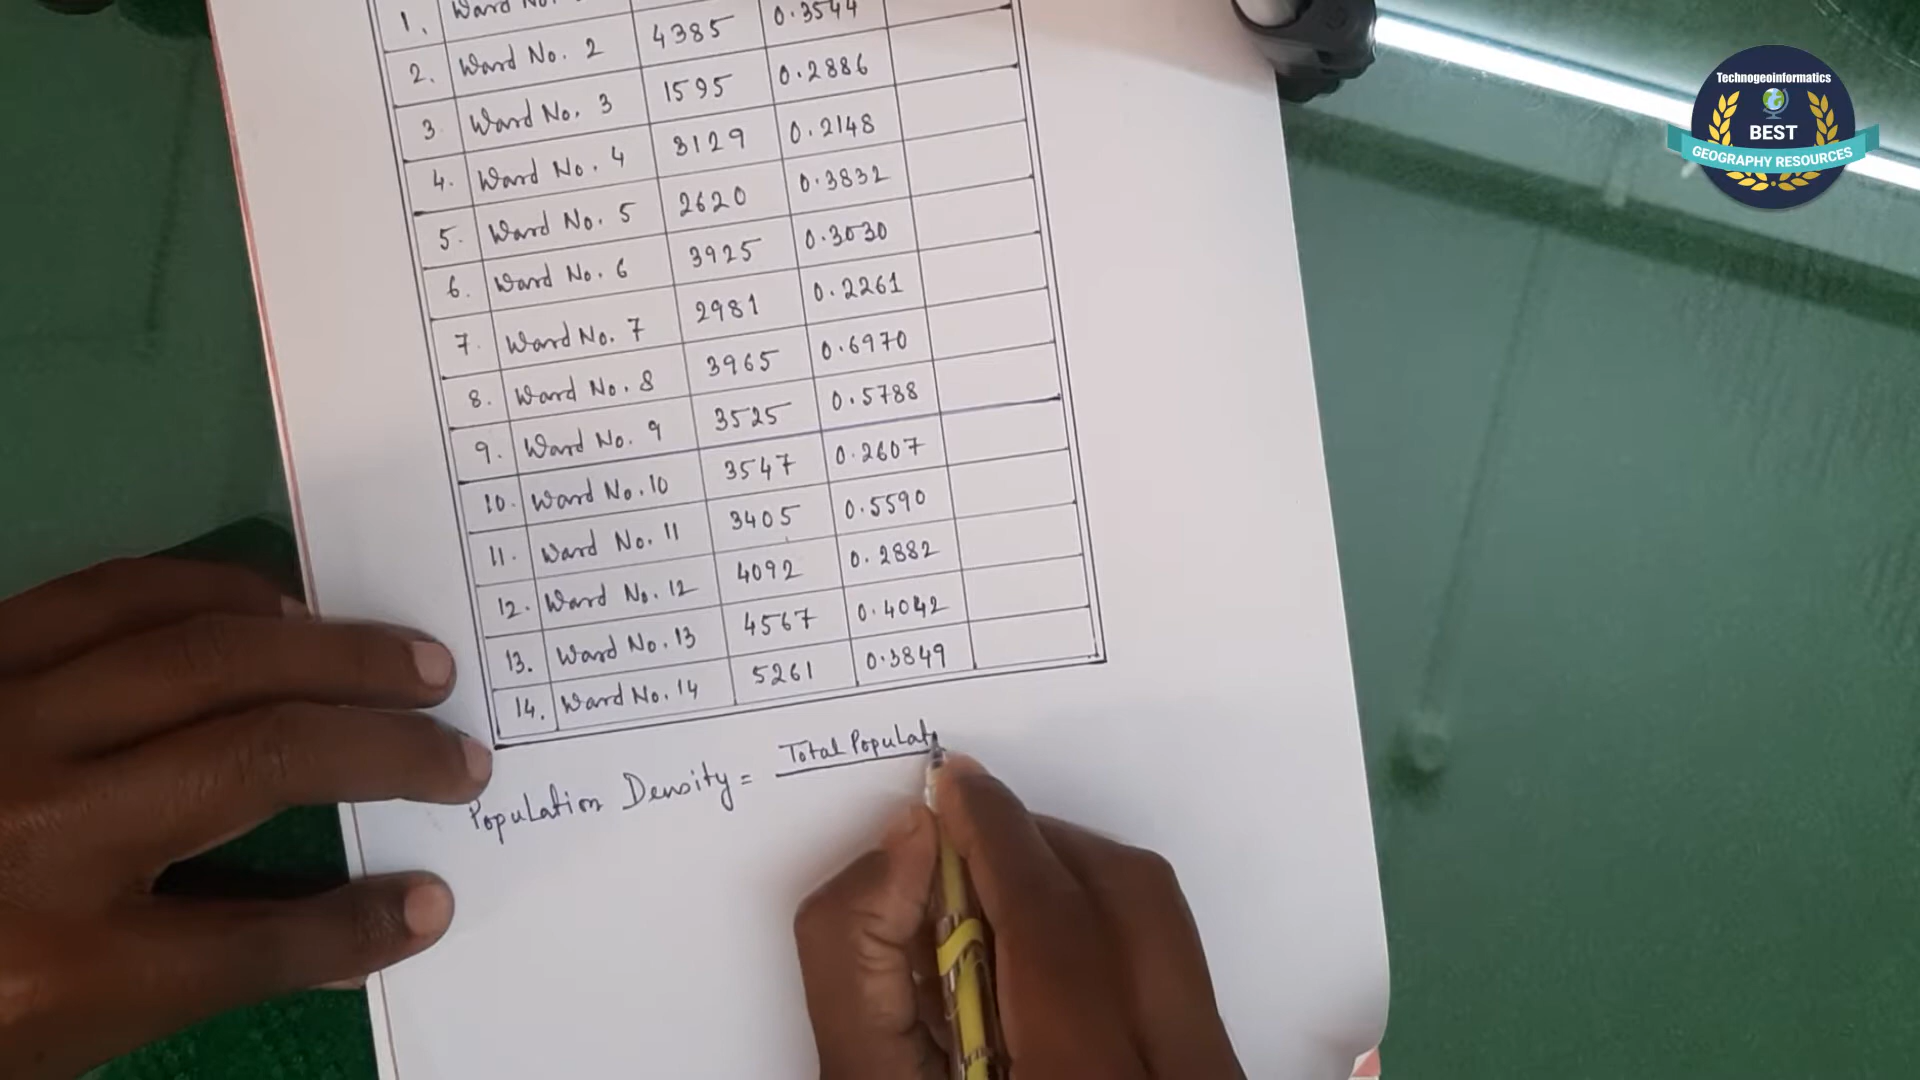 1. Ward No.
2. Ward No. 2 4385 0.3544
3 Ward No. 3 1595 0.2886
4. Ward No. 4 3129 0.2148
5. Ward No. 5 2620 0.3832
6. Ward No. 6 3925 0.3030
7. Ward No. 7 2981 0.2261
8. Ward No. 8 3965 0.6970
9. Ward No. 9 3525 0.5788
10. Ward No. 10 3547 0.2607
11. Ward No. 11 3405 0.5590
12. Ward No. 12 4092 0.2882
13. Ward No. 13 4567 0.4042
14. Ward No. 14 5261 0.3849
Population Density = Total Populat
Technogeoinformatics
BEST
GEOGRAPHY RESOURCES